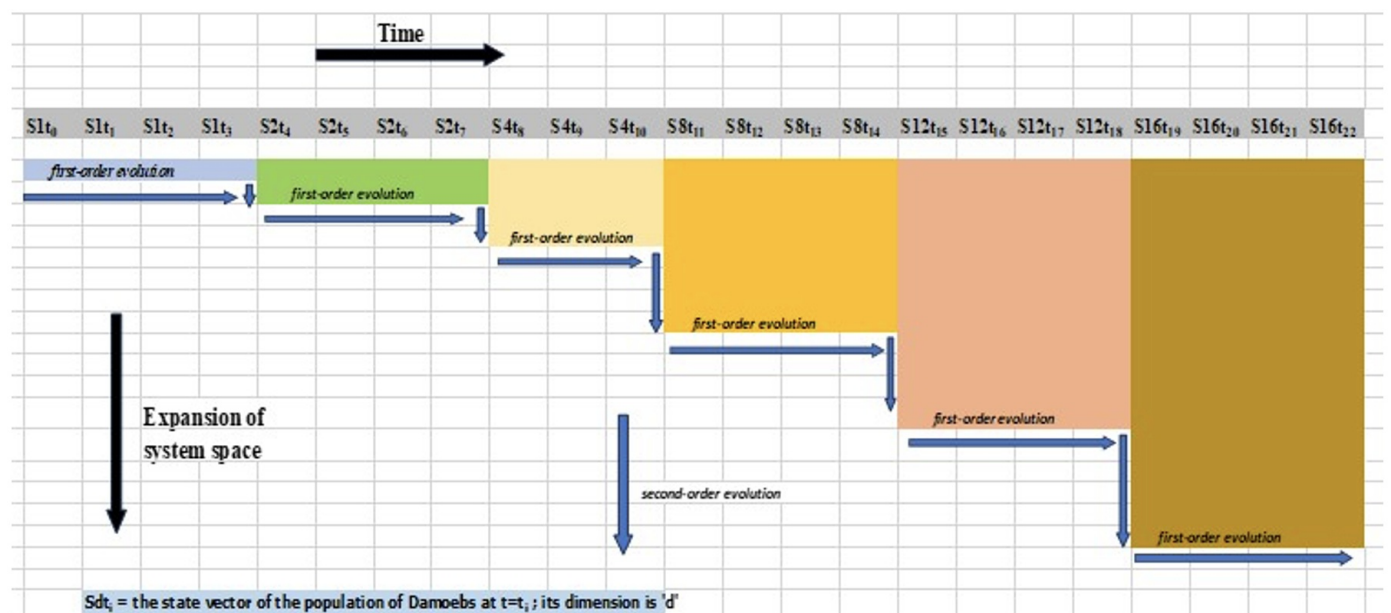 Time
S1t₀ S1t₁ S1t₂ S1t₃ S2t₄ S2t₅ S2t₆ S2t₇ S4t₈ S4t₉ S4t₁₀ S8t₁₁ S8t₁₂ S8t₁₃ S8t₁₄ S12t₁₅ S12t₁₆ S12t₁₇ S12t₁₈ S16t₁₉ S16t₂₀ S16t₂₁ S16t₂₂
first-order evolution
first-order evolution
first-order evolution
first-order evolution
Expansion of
system space
first-order evolution
second-order evolution
first-order evolution
Sdtᵢ = the state vector of the population of Damoebs at t=tᵢ ; its dimension is 'd'